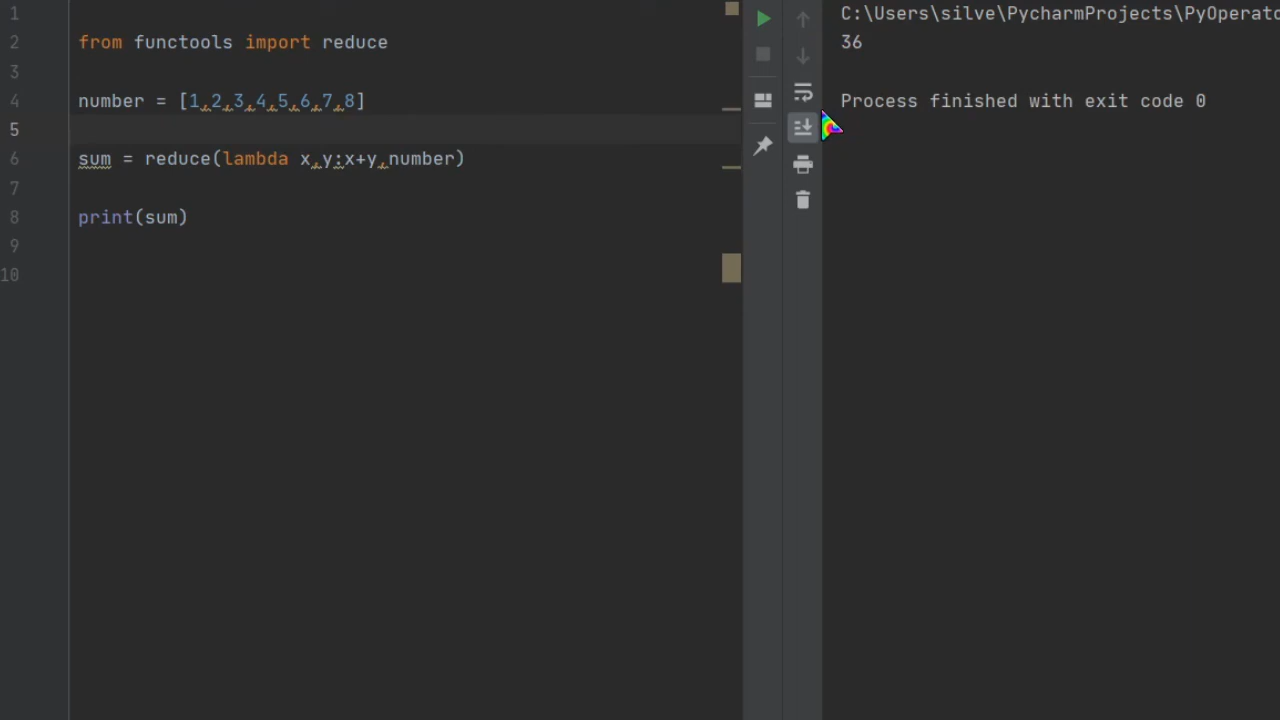 1
2 from functools import reduce
3
4 number = [1,2,3,4,5,6,7,8]
5
6 sum = reduce(lambda x,y:x+y,number)
7
8 print(sum)
9
10
C:\Users\silve\PycharmProjects\PyOperato
36
Process finished with exit code 0